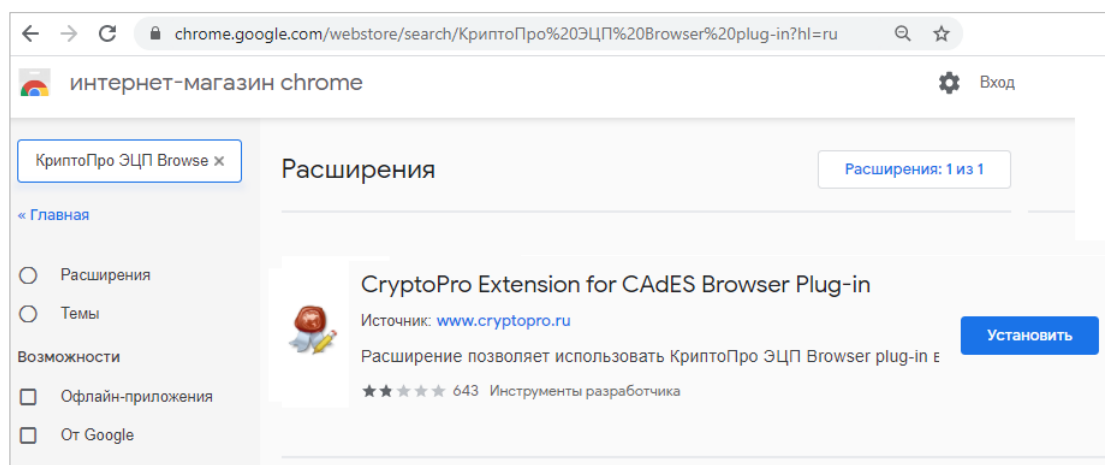 chrome.google.com/webstore/search/КриптоПро%20ЭЦП%20Browser%20plug-in?hl=ru
интернет-магазин chrome
Вход
КриптоПро ЭЦП Browse ×
Расширения
Расширения: 1 из 1
« Главная
Расширения
Темы
Возможности
Офлайн-приложения
От Google
CryptoPro Extension for CAdES Browser Plug-in
Источник: www.cryptopro.ru
Расширение позволяет использовать КриптоПро ЭЦП Browser plug-in в
643 Инструменты разработчика
Установить